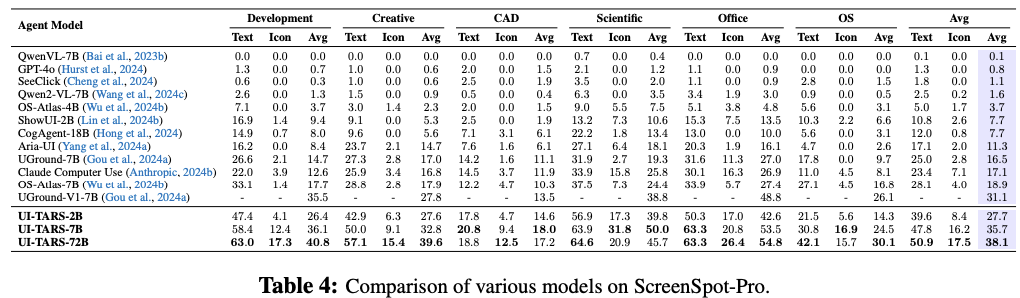 Agent Model Development Creative CAD Scientific Office OS Avg
Text Icon Avg Text Icon Avg Text Icon Avg Text Icon Avg Text Icon Avg Text Icon Avg Text Icon Avg
QwenVL-7B (Bai et al., 2023b) 0.0 0.0 0.0 0.0 0.0 0.0 0.0 0.0 0.0 0.7 0.0 0.4 0.0 0.0 0.0 0.0 0.0 0.0 0.1 0.0 0.1
GPT-4o (Hurst et al., 2024) 1.3 0.0 0.7 1.0 0.0 0.6 2.0 0.0 1.5 2.1 0.0 1.2 1.1 0.0 0.9 0.0 0.0 0.0 1.3 0.0 0.8
SeeClick (Cheng et al., 2024) 0.6 0.0 0.3 1.0 0.0 0.6 2.5 0.0 1.9 3.5 0.0 2.0 1.1 0.0 0.9 2.8 0.0 1.5 1.8 0.0 1.1
Qwen2-VL-7B (Wang et al., 2024c) 2.6 0.0 1.3 1.5 0.0 0.9 0.5 0.0 0.4 6.3 0.0 3.5 3.4 1.9 3.0 0.9 0.0 0.5 2.5 0.2 1.6
OS-Atlas-4B (Wu et al., 2024b) 7.1 0.0 3.7 3.0 1.4 2.3 2.0 0.0 1.5 9.0 5.5 7.5 5.1 3.8 4.8 5.6 0.0 3.1 5.0 1.7 3.7
ShowUI-2B (Lin et al., 2024b) 16.9 1.4 9.4 9.1 0.0 5.3 2.5 0.0 1.9 13.2 7.3 10.6 15.3 7.5 13.5 10.3 2.2 6.6 10.8 2.6 7.7
CogAgent-18B (Hong et al., 2024) 14.9 0.7 8.0 9.6 0.0 5.6 7.1 3.1 6.1 22.2 1.8 13.4 13.0 0.0 10.0 5.6 0.0 3.1 12.0 0.8 7.7
Aria-UI (Yang et al., 2024a) 16.2 0.0 8.4 23.7 2.1 14.7 7.6 1.6 6.1 27.1 6.4 18.1 20.3 1.9 16.1 4.7 0.0 2.6 17.1 2.0 11.3
UGround-7B (Gou et al., 2024a) 26.6 2.1 14.7 27.3 2.8 17.0 14.2 1.6 11.1 31.9 2.7 19.3 31.6 11.3 27.0 17.8 0.0 9.7 25.0 2.8 16.5
Claude Computer Use (Anthropic, 2024b) 22.0 3.9 12.6 25.9 3.4 16.8 14.5 3.7 11.9 33.9 15.8 25.8 30.1 16.3 26.9 11.0 4.5 8.1 23.4 7.1 17.1
OS-Atlas-7B (Wu et al., 2024b) 33.1 1.4 17.7 28.8 2.8 17.9 12.2 4.7 10.3 37.5 7.3 24.4 33.9 5.7 27.4 27.1 4.5 16.8 28.1 4.0 18.9
UGround-V1-7B (Gou et al., 2024a) - - 35.5 - - 27.8 - - 13.5 - - 38.8 - - 48.8 - - 26.1 - - 31.1
UI-TARS-2B 47.4 4.1 26.4 42.9 6.3 27.6 17.8 4.7 14.6 56.9 17.3 39.8 50.3 17.0 42.6 21.5 5.6 14.3 39.6 8.4 27.7
UI-TARS-7B 58.4 12.4 36.1 50.0 9.1 32.8 20.8 9.4 18.0 63.9 31.8 50.0 63.3 20.8 53.5 30.8 16.9 24.5 47.8 16.2 35.7
UI-TARS-72B 63.0 17.3 40.8 57.1 15.4 39.6 18.8 12.5 17.2 64.6 20.9 45.7 63.3 26.4 54.8 42.1 15.7 30.1 50.9 17.5 38.1
Table 4: Comparison of various models on ScreenSpot-Pro.